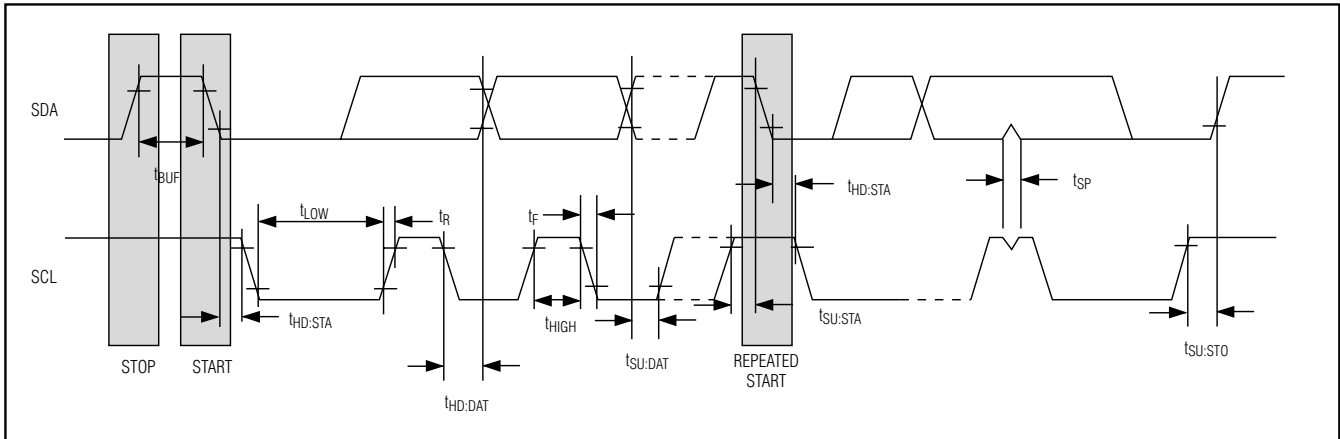 SDA
tBUF
tLOW
tR
tF
tHD:STA
tSP
SCL
tHD:STA
tHIGH
tSU:STA
tSU:DAT
tSU:STO
STOP
START
REPEATED
START
tHD:DAT